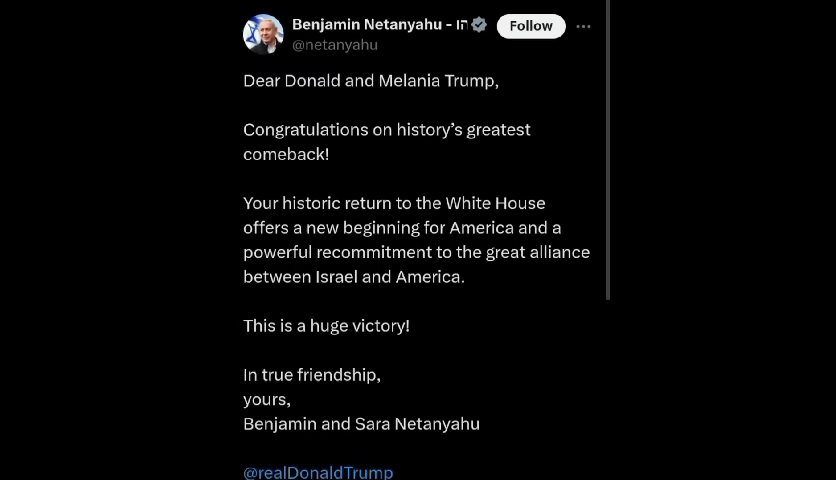 Benjamin Netanyahu - הו
Follow
@netanyahu
Dear Donald and Melania Trump,
Congratulations on history’s greatest
comeback!
Your historic return to the White House
offers a new beginning for America and a
powerful recommitment to the great alliance
between Israel and America.
This is a huge victory!
In true friendship,
yours,
Benjamin and Sara Netanyahu
@realDonaldTrump